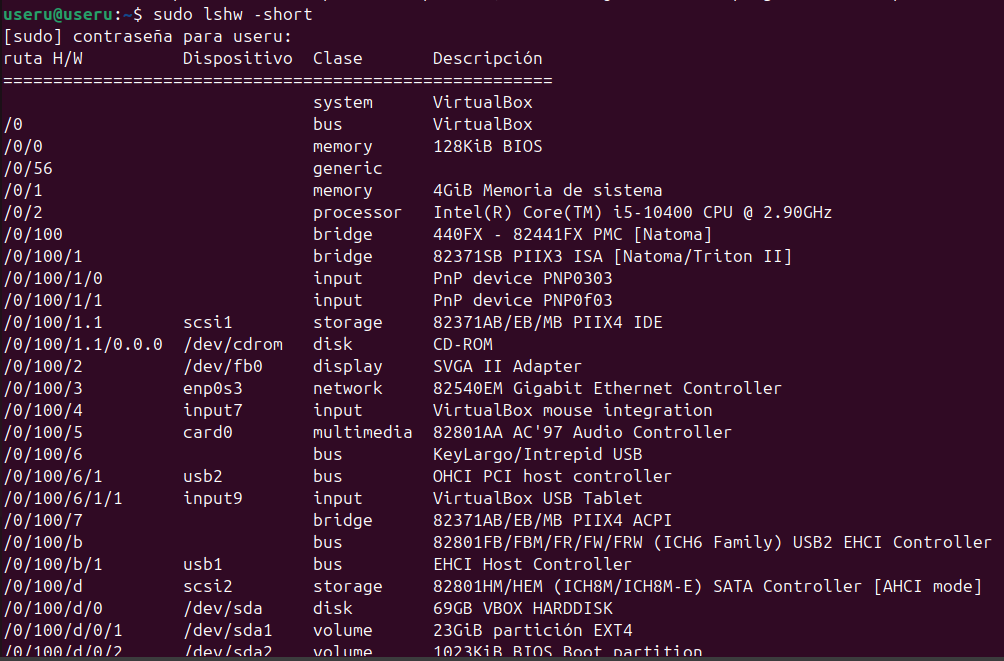 useru@useru:~$ sudo lshw -short
[sudo] contraseña para useru:
ruta H/W          Dispositivo  Clase       Descripción
=======================================================
                               system      VirtualBox
/0                             bus         VirtualBox
/0/0                           memory      128KiB BIOS
/0/56                          generic
/0/1                           memory      4GiB Memoria de sistema
/0/2                           processor   Intel(R) Core(TM) i5-10400 CPU @ 2.90GHz
/0/100                         bridge      440FX - 82441FX PMC [Natoma]
/0/100/1                       bridge      82371SB PIIX3 ISA [Natoma/Triton II]
/0/100/1/0                     input       PnP device PNP0303
/0/100/1/1                     input       PnP device PNP0f03
/0/100/1.1        scsi1        storage     82371AB/EB/MB PIIX4 IDE
/0/100/1.1/0.0.0  /dev/cdrom   disk        CD-ROM
/0/100/2          /dev/fb0     display     SVGA II Adapter
/0/100/3          enp0s3       network     82540EM Gigabit Ethernet Controller
/0/100/4          input7       input       VirtualBox mouse integration
/0/100/5          card0        multimedia  82801AA AC'97 Audio Controller
/0/100/6                       bus         KeyLargo/Intrepid USB
/0/100/6/1        usb2         bus         OHCI PCI host controller
/0/100/6/1/1      input9       input       VirtualBox USB Tablet
/0/100/7                       bridge      82371AB/EB/MB PIIX4 ACPI
/0/100/b                       bus         82801FB/FBM/FR/FW/FRW (ICH6 Family) USB2 EHCI Controller
/0/100/b/1        usb1         bus         EHCI Host Controller
/0/100/d          scsi2        storage     82801HM/HEM (ICH8M/ICH8M-E) SATA Controller [AHCI mode]
/0/100/d/0        /dev/sda     disk        69GB VBOX HARDDISK
/0/100/d/0/1      /dev/sda1    volume      23GiB partición EXT4
/0/100/d/0/2      /dev/sda2    volume      1023KiB BIOS Boot partition